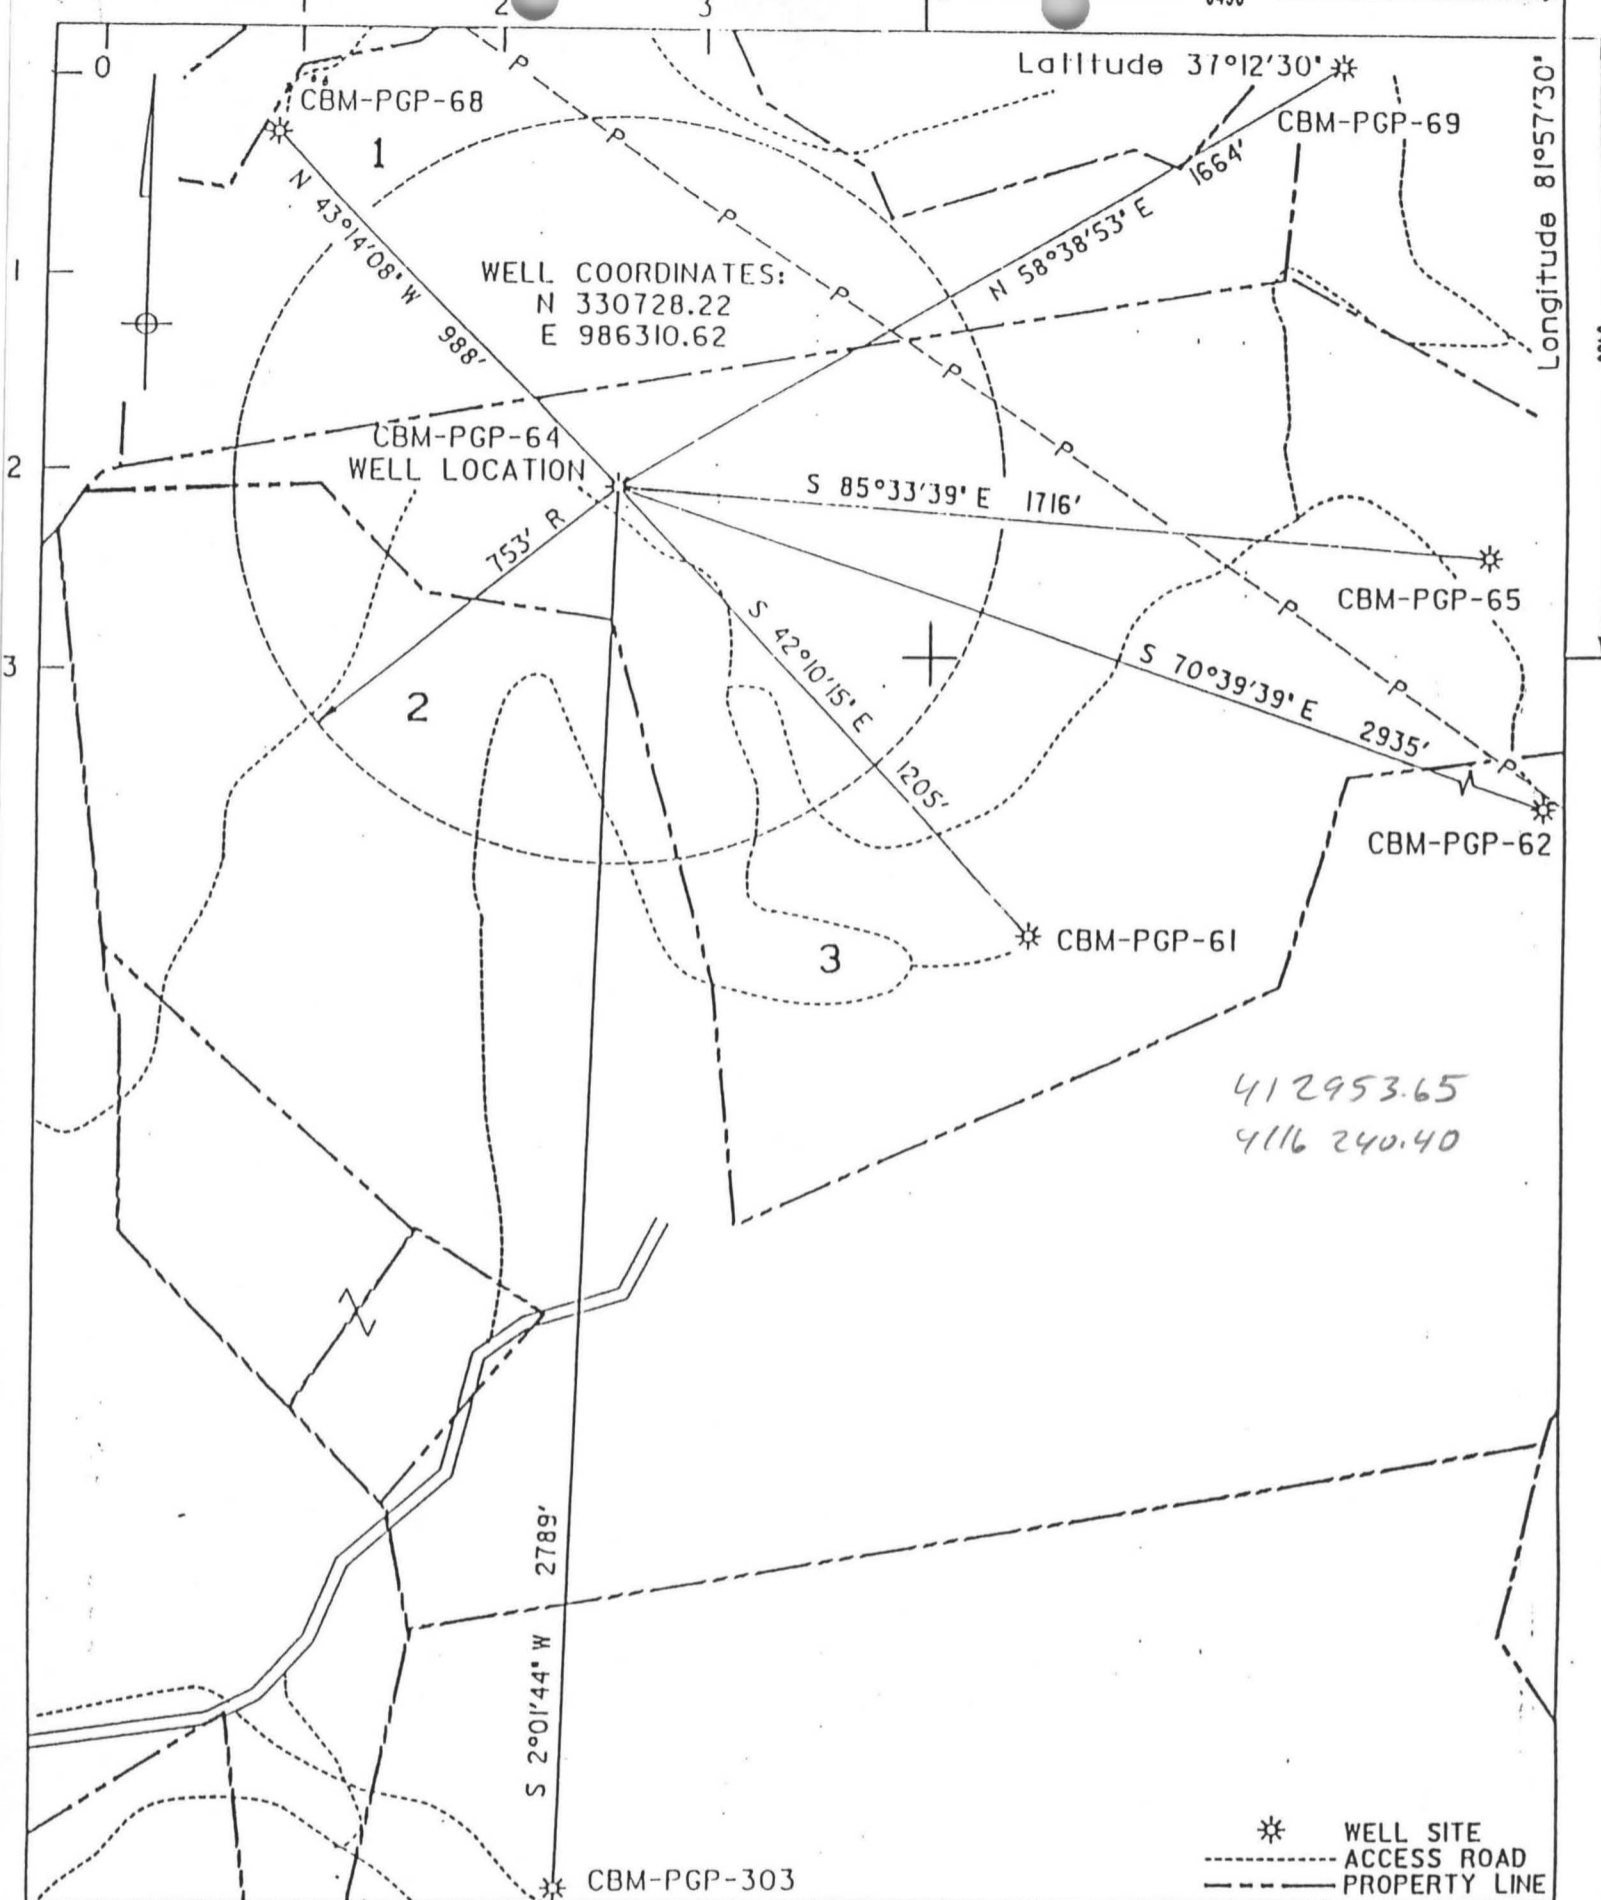 2
3
0
Latitude 37°12'30"
CBM-PGP-68
CBM-PGP-69
Longitude 81°57'30"
1
N 43°14'08" W 988'
N 58°38'53" E 1664'
1
WELL COORDINATES:
N 330728.22
E 986310.62
2
CBM-PGP-64
WELL LOCATION
S 85°33'39" E 1716'
753' R
CBM-PGP-65
S 42°10'15" E 1205'
S 70°39'39" E 2935'
3
2
CBM-PGP-62
CBM-PGP-61
3
P
P
P
P
P
P
P
P
P
412953.65
4116 240.40
S 2°01'44" W 2789'
WELL SITE
ACCESS ROAD
PROPERTY LINE
CBM-PGP-303